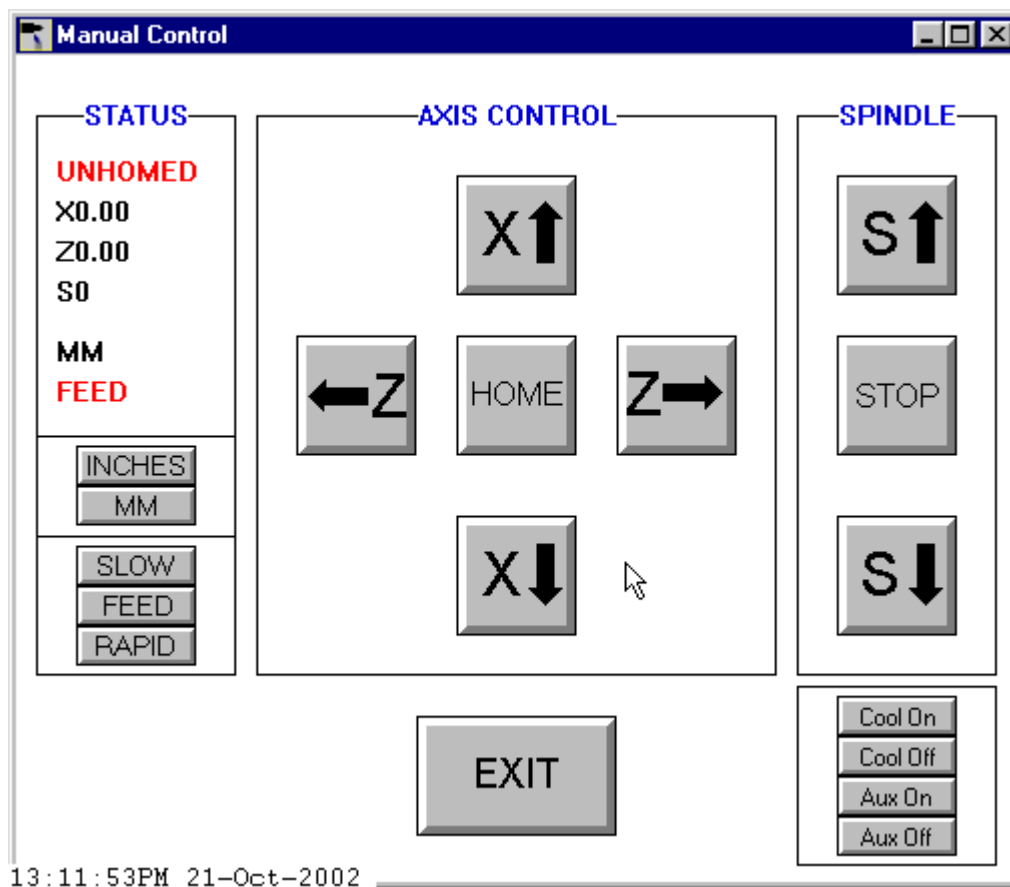 Manual Control
STATUS
UNHOMED
X0.00
Z0.00
S0
MM
FEED
INCHES
MM
SLOW
FEED
RAPID
AXIS CONTROL
X
Z
HOME
Z
X
SPINDLE
S
STOP
S
Cool On
Cool Off
Aux On
Aux Off
EXIT
13:11:53PM 21-Oct-2002